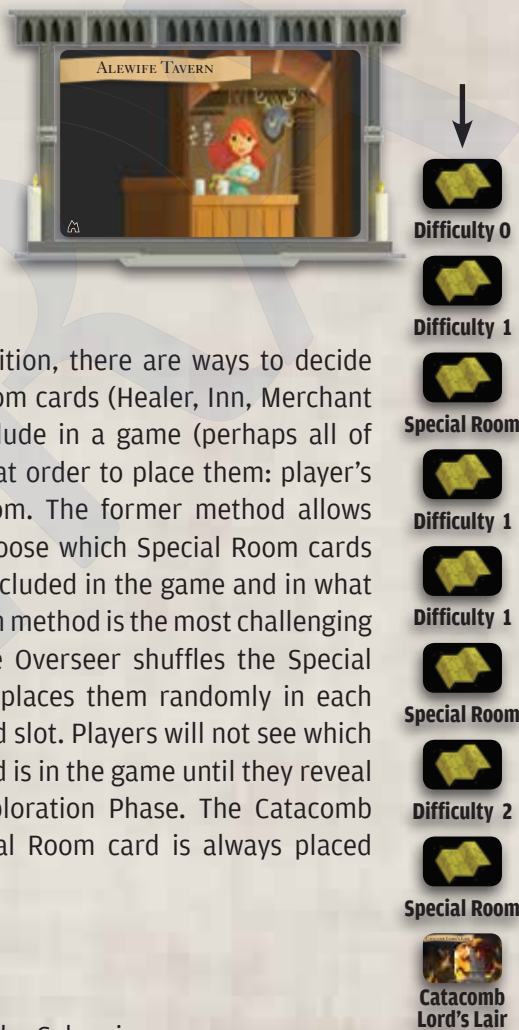 Alewife Tavern
ition, there are ways to decide
om cards (Healer, Inn, Merchant
lude in a game (perhaps all of
at order to place them: player's
om. The former method allows
oose which Special Room cards
cluded in the game and in what
n method is the most challenging
e Overseer shuffles the Special
places them randomly in each
d slot. Players will not see which
d is in the game until they reveal
ploration Phase. The Catacomb
al Room card is always placed
Difficulty 0
Difficulty 1
Special Room
Difficulty 1
Difficulty 1
Special Room
Difficulty 2
Special Room
Catacomb
Lord's Lair